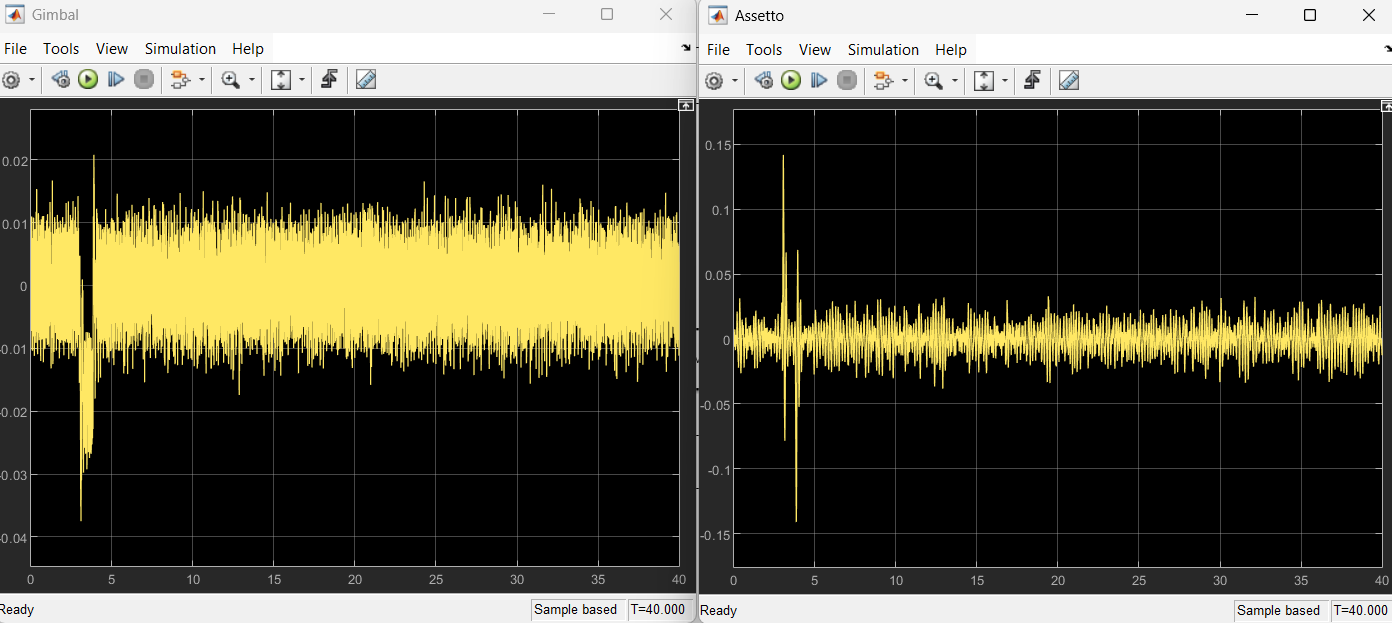 Gimbal
File Tools View Simulation Help
0.02
0.01
0
-0.01
-0.02
-0.03
-0.04
0 5 10 15 20 25 30 35 40
Ready Sample based T=40.000
Assetto
File Tools View Simulation Help
0.15
0.1
0.05
0
-0.05
-0.1
-0.15
0 5 10 15 20 25 30 35 40
Ready Sample based T=40.000